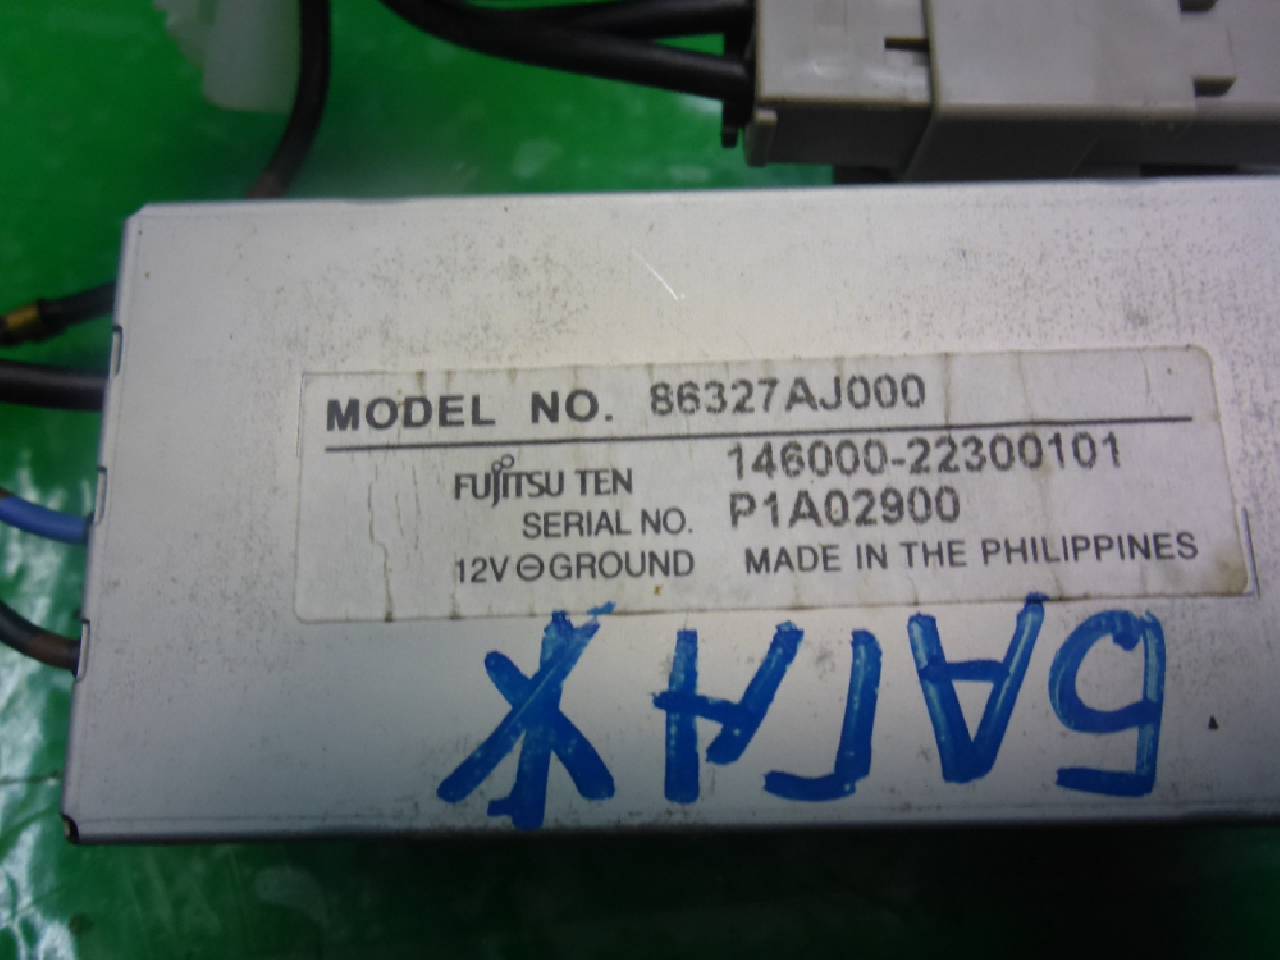 MODEL NO. 86327AJ000
FUJITSU TEN 146000-22300101
SERIAL NO. P1A02900
12V ⊖ GROUND MADE IN THE PHILIPPINES
БАГАЖ